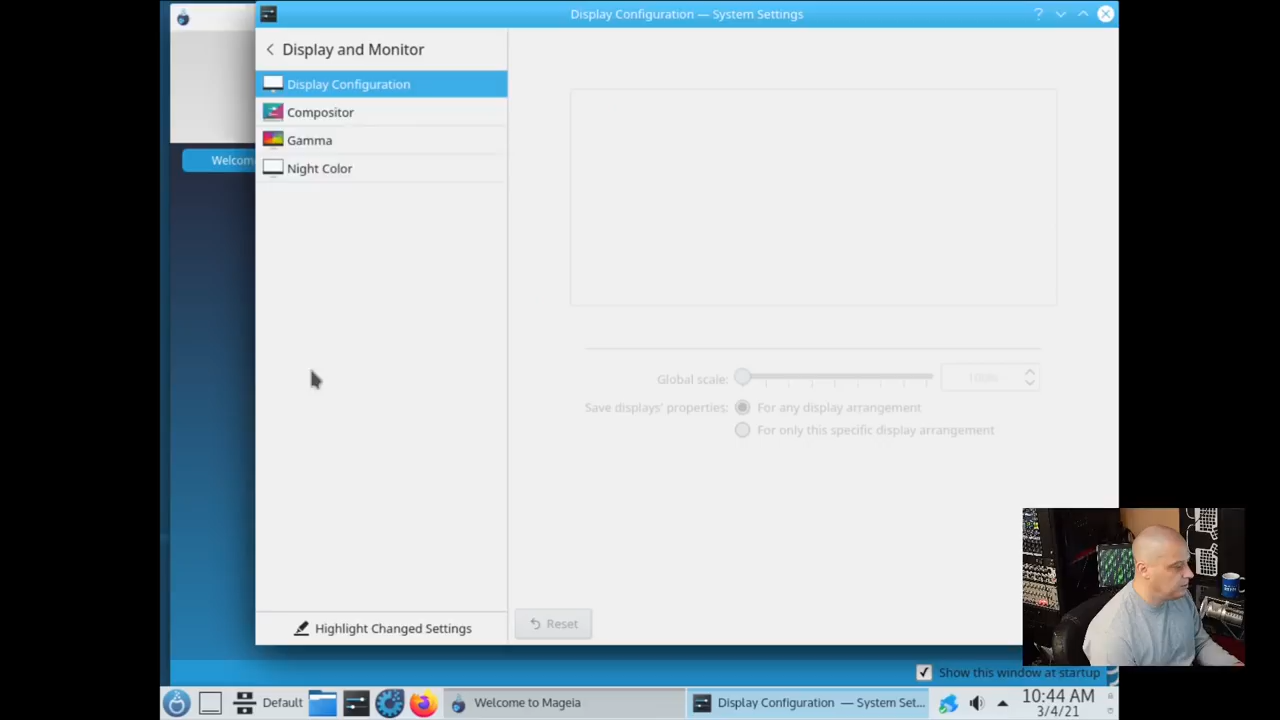 Display Configuration — System Settings
Display and Monitor
Display Configuration
Compositor
Gamma
Night Color
Welcom
Global scale:
100%
Save displays' properties:
For any display arrangement
For only this specific display arrangement
Highlight Changed Settings
Reset
Show this window at startup
Default
Welcome to Mageia
Display Configuration — System Set...
10:44 AM
3/4/21